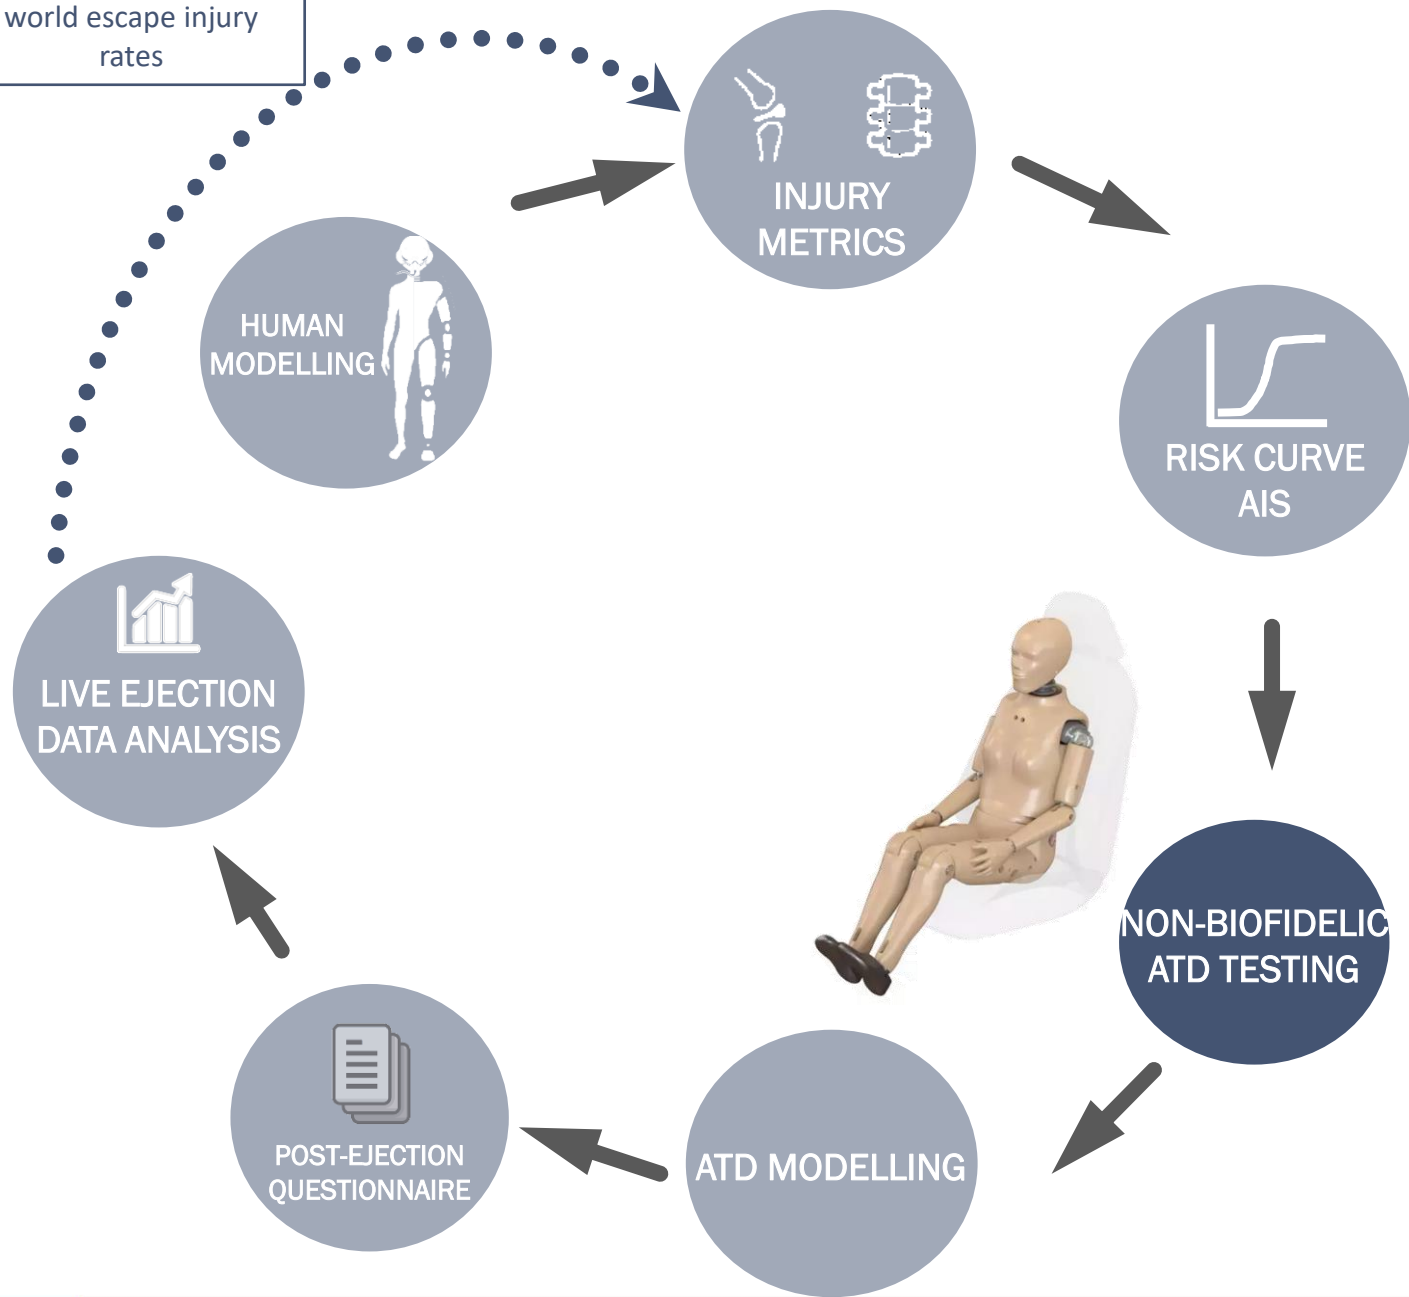 world escape injury
rates
INJURY
METRICS
HUMAN
MODELLING
RISK CURVE
AIS
LIVE EJECTION
DATA ANALYSIS
NON-BIOFIDELIC
ATD TESTING
ATD MODELLING
POST-EJECTION
QUESTIONNAIRE